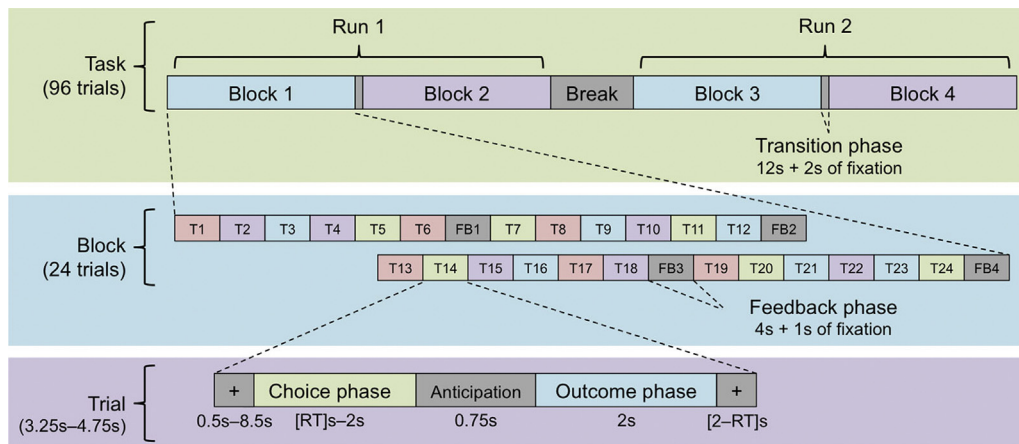 Run 1
Run 2
Task
(96 trials)
Block 1
Block 2
Break
Block 3
Block 4
Transition phase
12s + 2s of fixation
Block
(24 trials)
T1 T2 T3 T4 T5 T6 FB1 T7 T8 T9 T10 T11 T12 FB2
T13 T14 T15 T16 T17 T18 FB3 T19 T20 T21 T22 T23 T24 FB4
Feedback phase
4s + 1s of fixation
Trial
(3.25s–4.75s)
+ Choice phase Anticipation Outcome phase +
0.5s–8.5s [RT]s–2s 0.75s 2s [2–RT]s